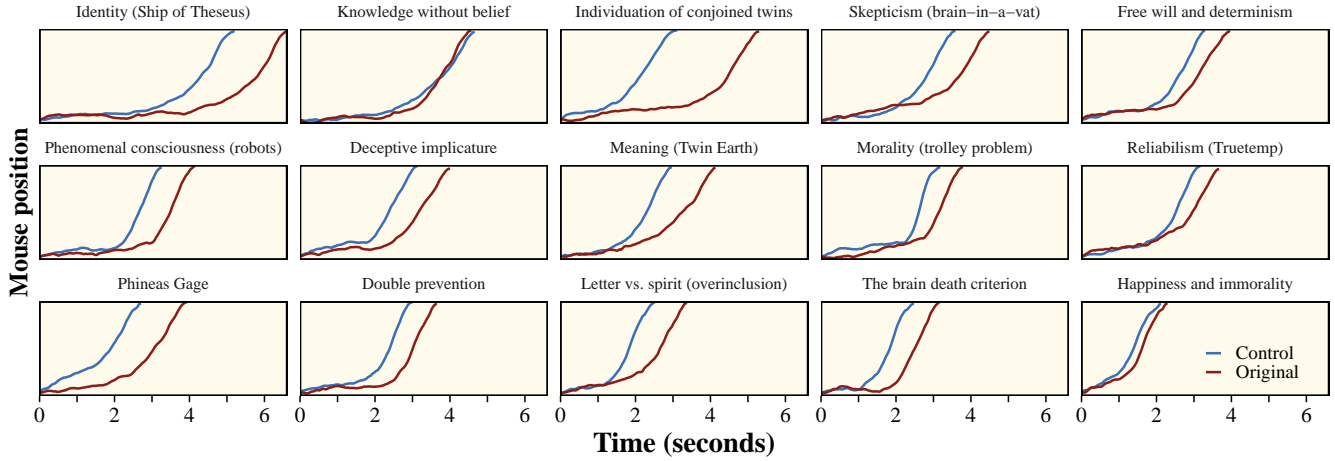 Identity (Ship of Theseus)
Knowledge without belief
Individuation of conjoined twins
Skepticism (brain−in−a−vat)
Free will and determinism
Phenomenal consciousness (robots)
Deceptive implicature
Meaning (Twin Earth)
Morality (trolley problem)
Reliabilism (Truetemp)
Mouse position
Phineas Gage
Double prevention
Letter vs. spirit (overinclusion)
The brain death criterion
Happiness and immorality
Control
Original
0 2 4 6 0 2 4 6 0 2 4 6 0 2 4 6 0 2 4 6
Time (seconds)